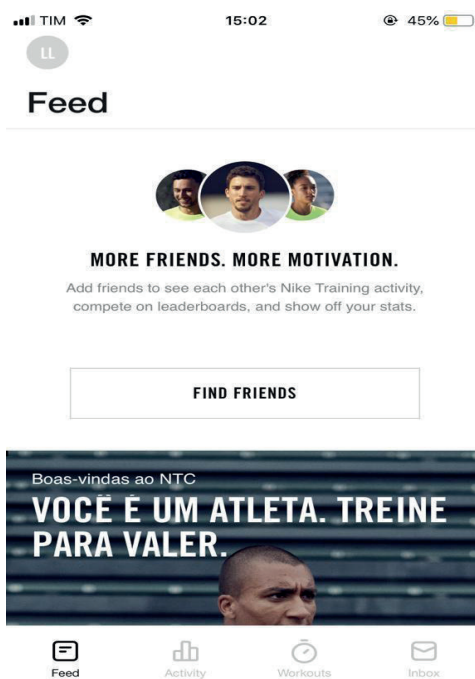 TIM 15:02 45%
LL
Feed
MORE FRIENDS. MORE MOTIVATION.
Add friends to see each other's Nike Training activity,
compete on leaderboards, and show off your stats.
FIND FRIENDS
Boas-vindas ao NTC
VOCÊ É UM ATLETA. TREINE
PARA VALER.
Feed Activity Workouts Inbox